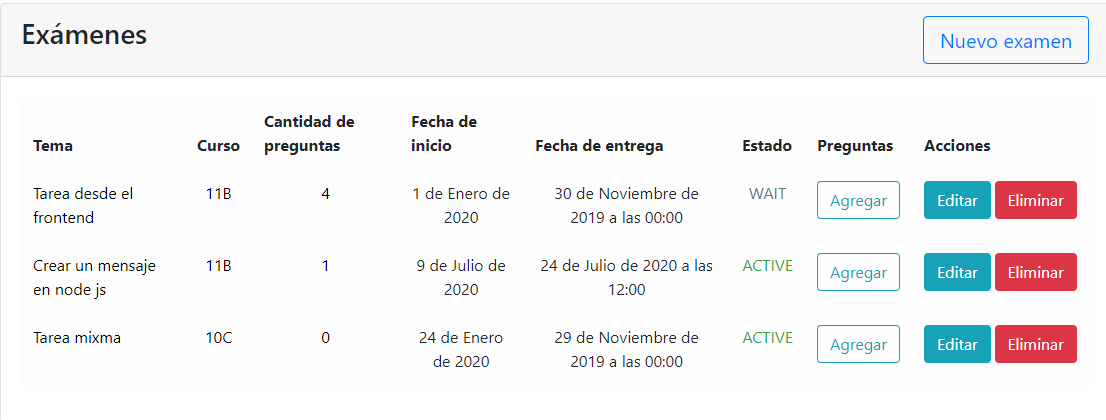 Exámenes
Nuevo examen
Tema Curso Cantidad de preguntas Fecha de inicio Fecha de entrega Estado Preguntas Acciones
Tarea desde el frontend 11B 4 1 de Enero de 2020 30 de Noviembre de 2019 a las 00:00 WAIT Agregar Editar Eliminar
Crear un mensaje en node js 11B 1 9 de Julio de 2020 24 de Julio de 2020 a las 12:00 ACTIVE Agregar Editar Eliminar
Tarea mixma 10C 0 24 de Enero de 2020 29 de Noviembre de 2019 a las 00:00 ACTIVE Agregar Editar Eliminar